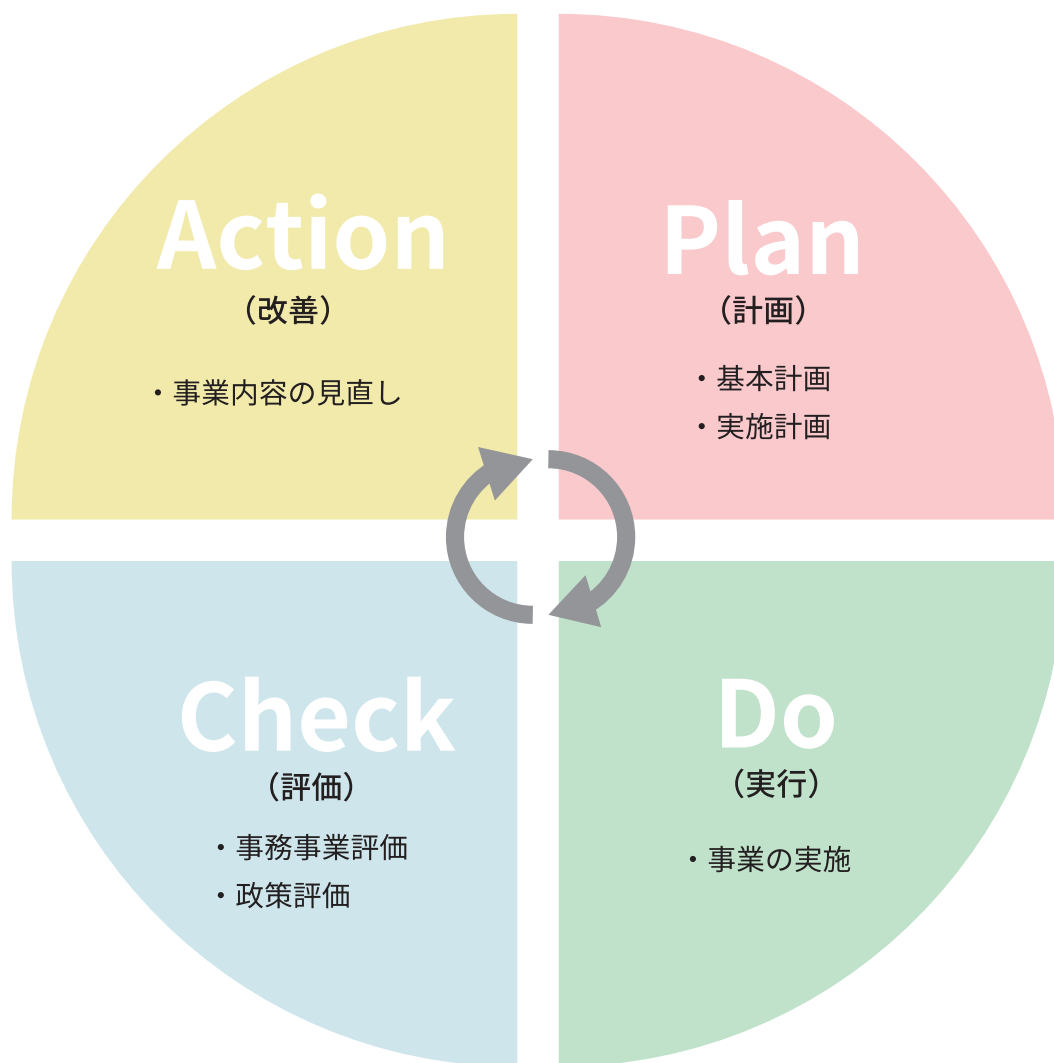 Action
（改善）
・事業内容の見直し
Plan
（計画）
・基本計画
・実施計画
Check
（評価）
・事務事業評価
・政策評価
Do
（実行）
・事業の実施